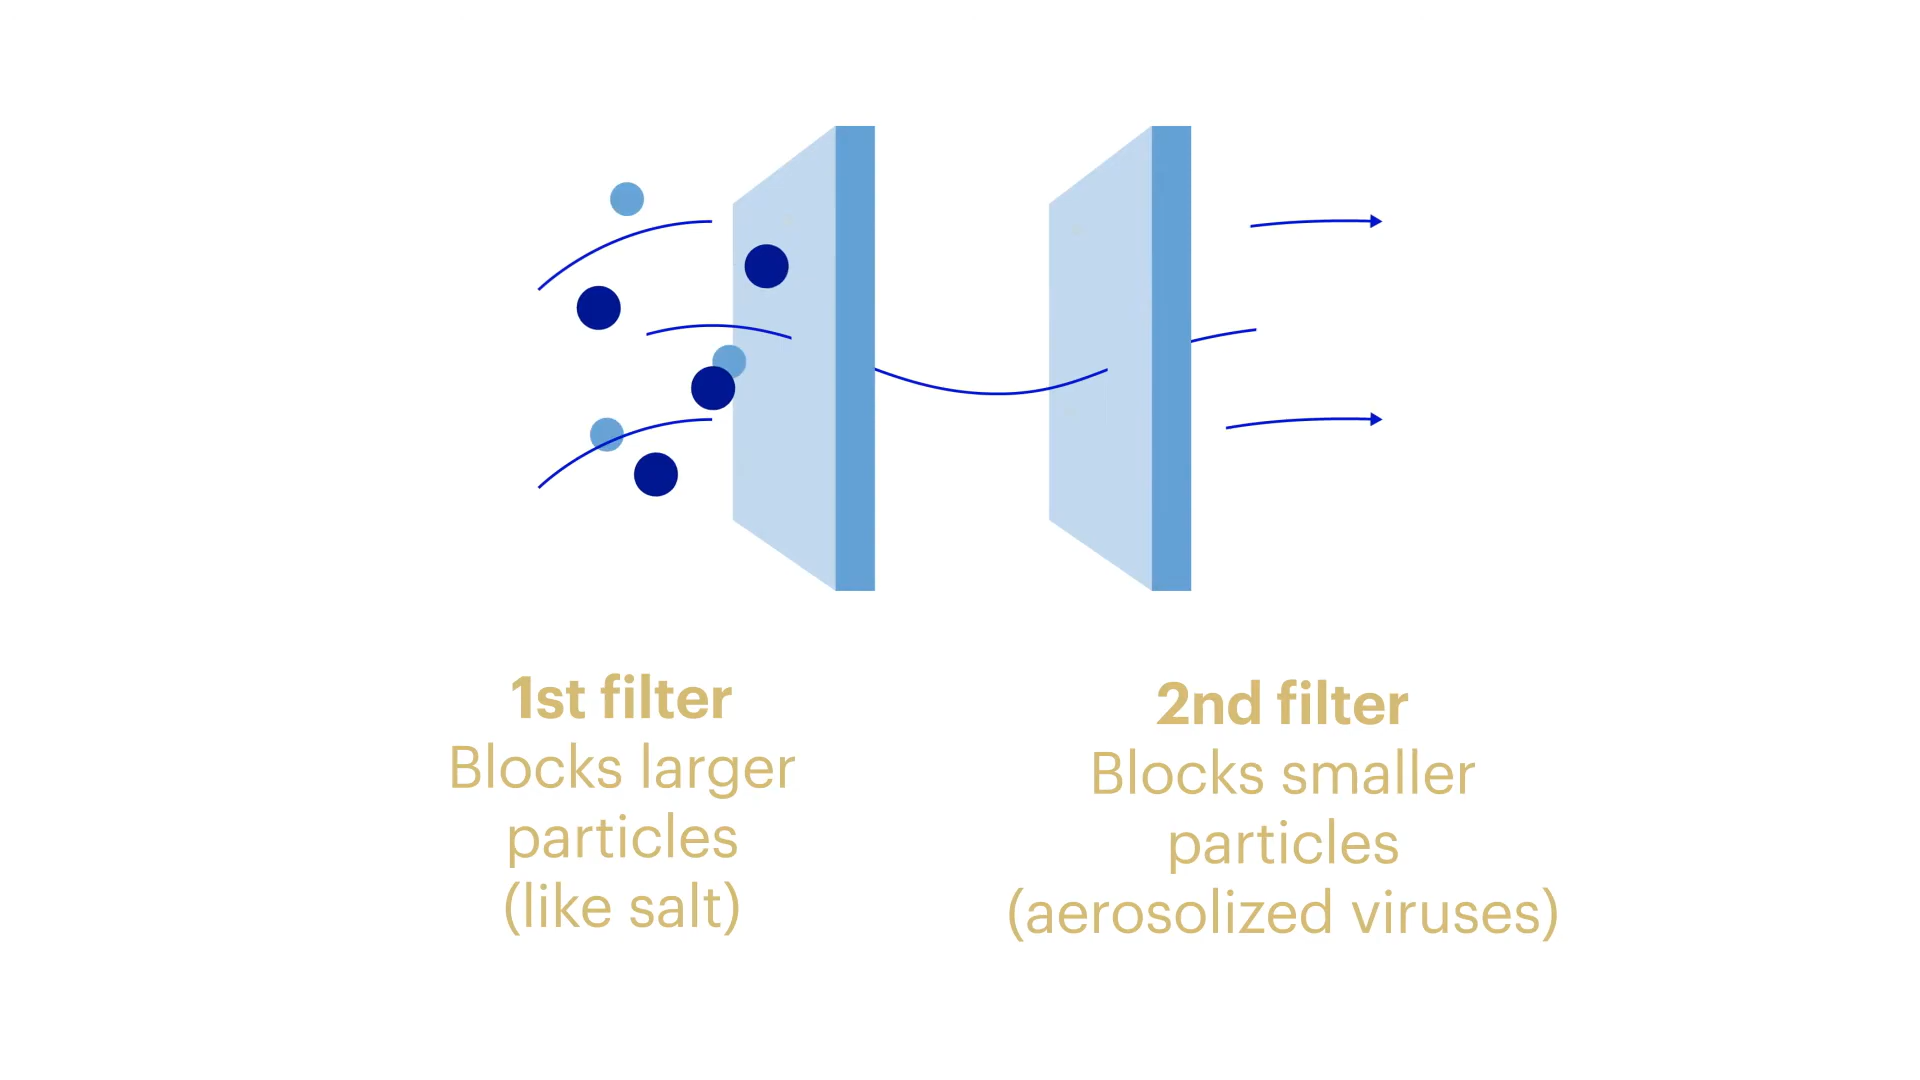 1st filter
Blocks larger
particles
(like salt)
2nd filter
Blocks smaller
particles
(aerosolized viruses)